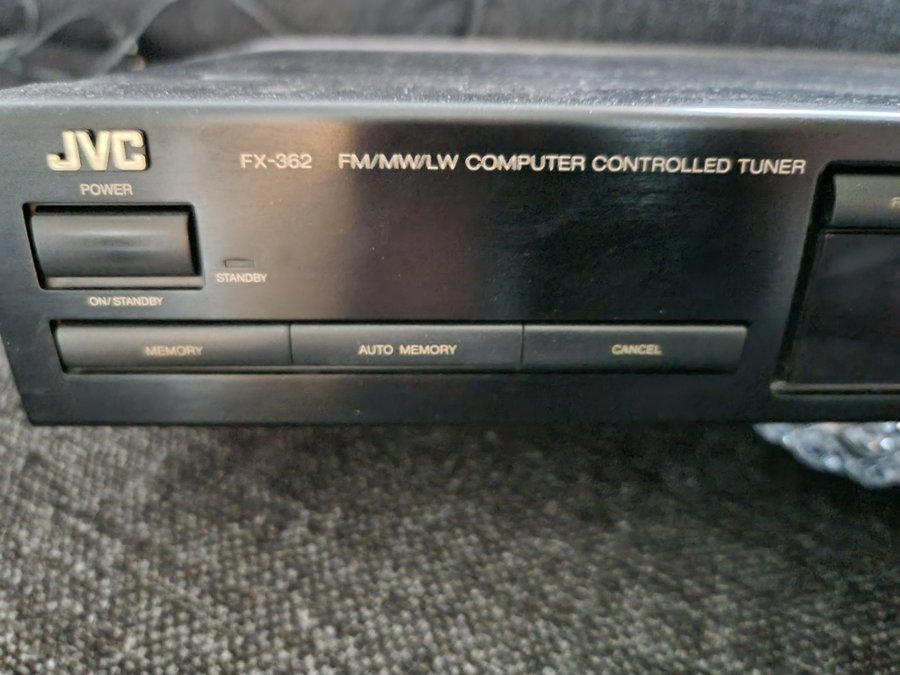 JVC
FX-362 FM/MW/LW COMPUTER CONTROLLED TUNER
POWER
STANDBY
ON/STANDBY
MEMORY AUTO MEMORY CANCEL